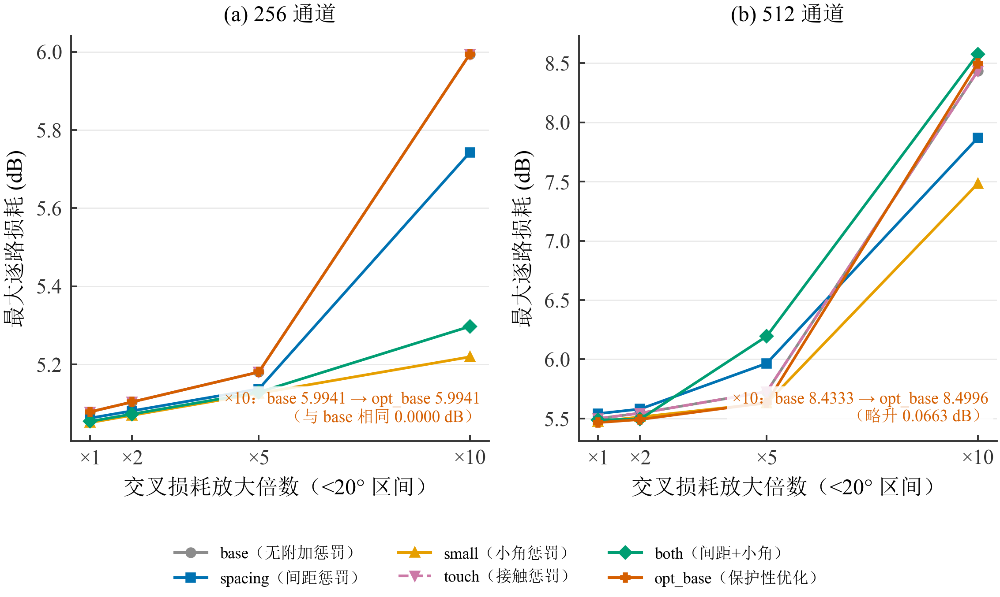 (a) 256 通道
最大逐路损耗 (dB)
6.0
5.8
5.6
5.4
5.2
×10：base 5.9941 → opt_base 5.9941
（与 base 相同 0.0000 dB）
×1 ×2 ×5 ×10
交叉损耗放大倍数（<20° 区间）
(b) 512 通道
最大逐路损耗 (dB)
8.5
8.0
7.5
7.0
6.5
6.0
5.5
×10：base 8.4333 → opt_base 8.4996
（略升 0.0663 dB）
×1 ×2 ×5 ×10
交叉损耗放大倍数（<20° 区间）
base（无附加惩罚） small（小角惩罚） both（间距+小角）
spacing（间距惩罚） touch（接触惩罚） opt_base（保护性优化）